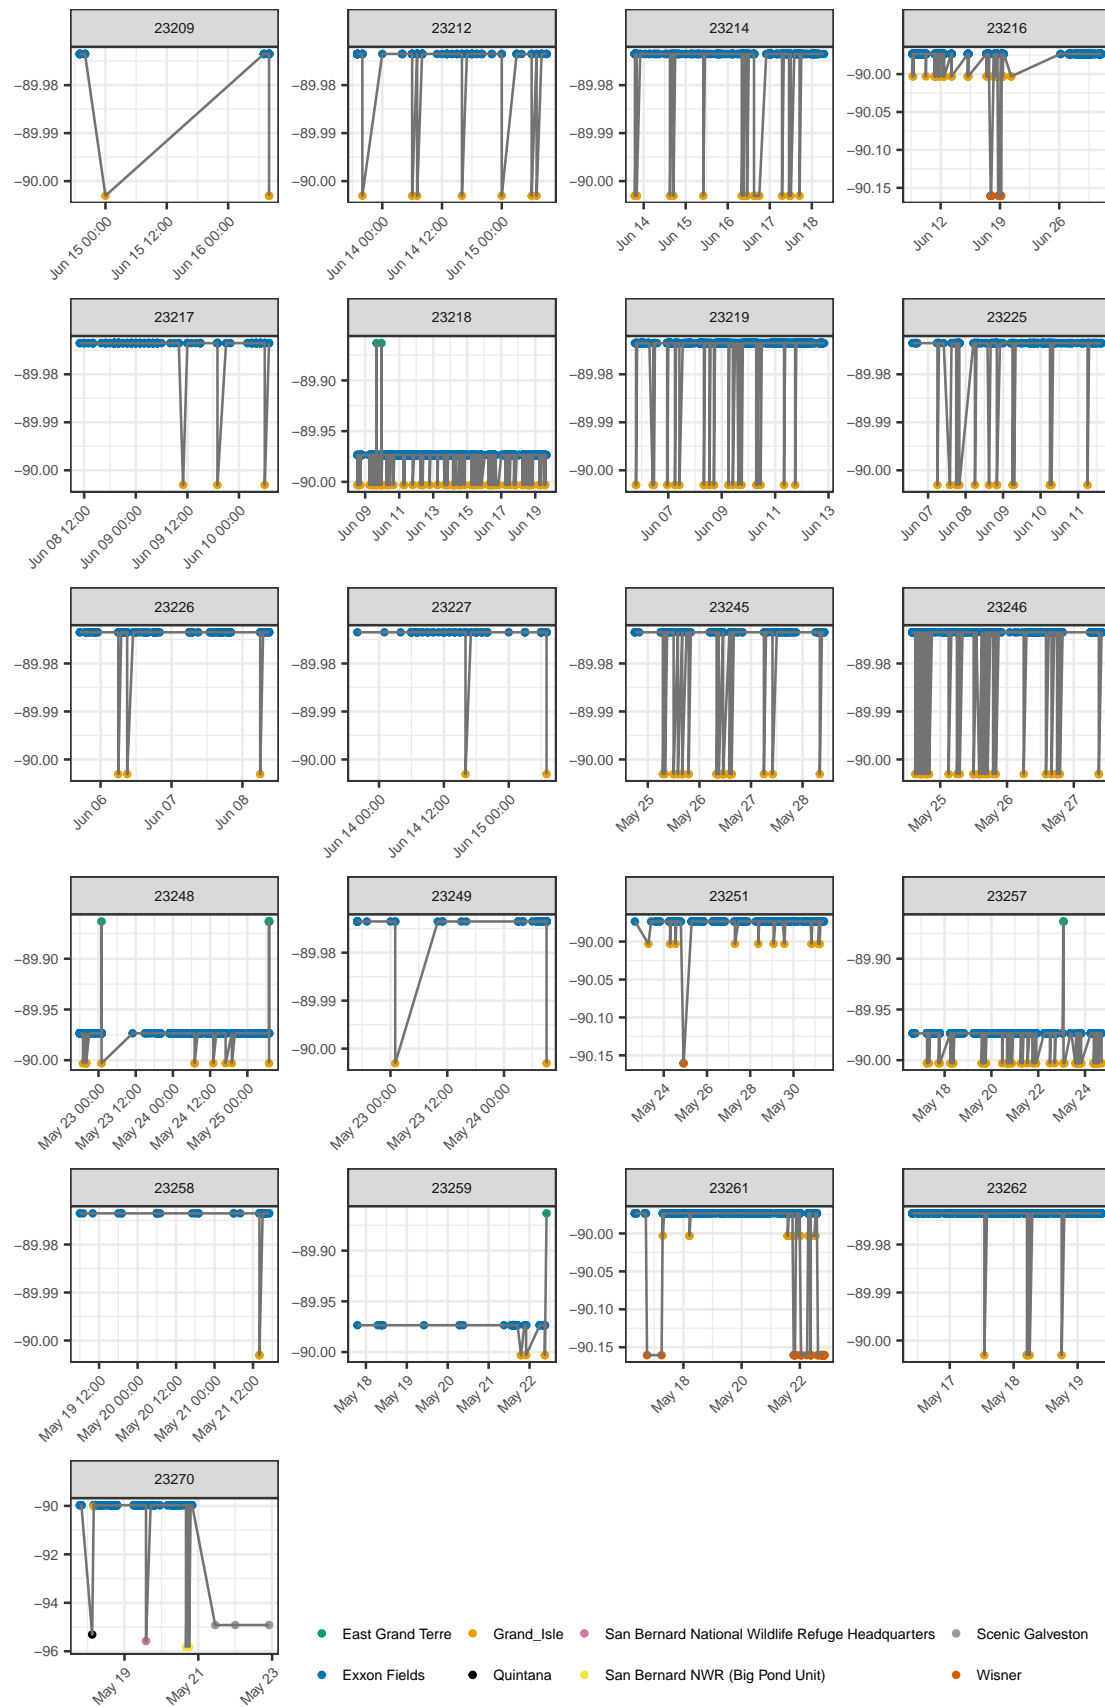 23209
23212
23214
23216
−89.98
−89.99
−90.00
−89.98
−89.99
−90.00
−89.98
−89.99
−90.00
−90.00
−90.05
−90.10
−90.15
Jun 15 00:00
Jun 15 12:00
Jun 16 00:00
Jun 14 00:00
Jun 14 12:00
Jun 15 00:00
Jun 14
Jun 15
Jun 16
Jun 17
Jun 18
Jun 12
Jun 19
Jun 26
23217
23218
23219
23225
−89.98
−89.99
−90.00
−89.90
−89.95
−90.00
−89.98
−89.99
−90.00
−89.98
−89.99
−90.00
Jun 08 12:00
Jun 09 00:00
Jun 09 12:00
Jun 10 00:00
Jun 09
Jun 11
Jun 13
Jun 15
Jun 17
Jun 19
Jun 07
Jun 09
Jun 11
Jun 13
Jun 07
Jun 08
Jun 09
Jun 10
Jun 11
23226
23227
23245
23246
−89.98
−89.99
−90.00
−89.98
−89.99
−90.00
−89.98
−89.99
−90.00
−89.98
−89.99
−90.00
Jun 06
Jun 07
Jun 08
Jun 14 00:00
Jun 14 12:00
Jun 15 00:00
May 25
May 26
May 27
May 28
May 25
May 26
May 27
23248
23249
23251
23257
−89.90
−89.95
−90.00
−89.98
−89.99
−90.00
−90.00
−90.05
−90.10
−90.15
−89.90
−89.95
−90.00
May 23 00:00
May 23 12:00
May 24 00:00
May 24 12:00
May 25 00:00
May 23 00:00
May 23 12:00
May 24 00:00
May 24
May 26
May 28
May 30
May 18
May 20
May 22
May 24
23258
23259
23261
23262
−89.98
−89.99
−90.00
−89.90
−89.95
−90.00
−90.00
−90.05
−90.10
−90.15
−89.98
−89.99
−90.00
May 19 12:00
May 20 00:00
May 20 12:00
May 21 00:00
May 21 12:00
May 18
May 19
May 20
May 21
May 22
May 18
May 20
May 22
May 17
May 18
May 19
23270
−90
−92
−94
−96
May 19
May 21
May 23
East Grand Terre
Grand_Isle
San Bernard National Wildlife Refuge Headquarters
Scenic Galveston
Exxon Fields
Quintana
San Bernard NWR (Big Pond Unit)
Wisner